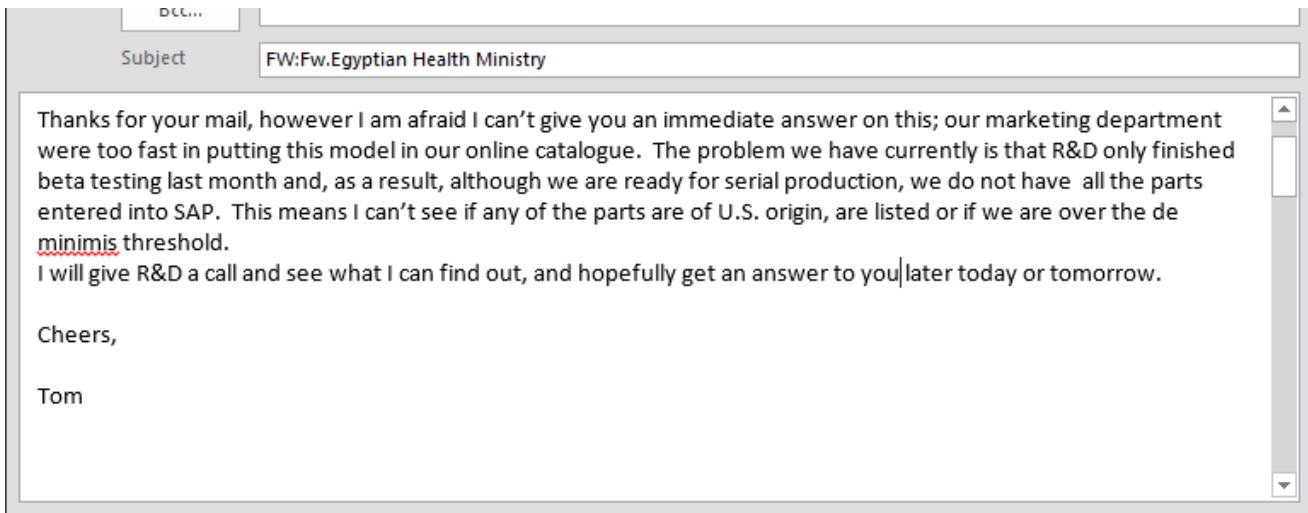 Bcc...
Subject
FW:Fw.Egyptian Health Ministry
Thanks for your mail, however I am afraid I can’t give you an immediate answer on this; our marketing department
were too fast in putting this model in our online catalogue.  The problem we have currently is that R&D only finished
beta testing last month and, as a result, although we are ready for serial production, we do not have  all the parts
entered into SAP.  This means I can’t see if any of the parts are of U.S. origin, are listed or if we are over the de
minimis threshold.
I will give R&D a call and see what I can find out, and hopefully get an answer to you later today or tomorrow.
Cheers,
Tom